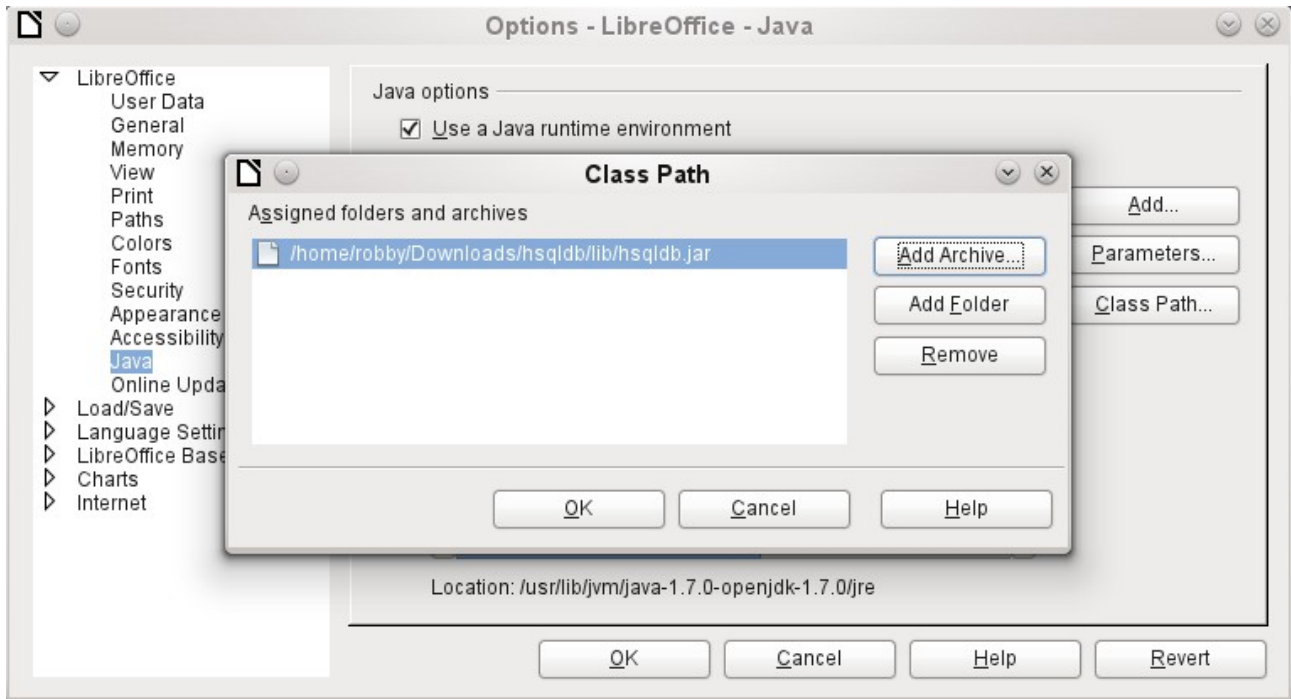 Options - LibreOffice - Java
LibreOffice
User Data
General
Memory
View
Print
Paths
Colors
Fonts
Security
Appearance
Accessibility
Java
Online Upda
Load/Save
Language Settin
LibreOffice Base
Charts
Internet
Java options
Use a Java runtime environment
Add...
Parameters...
Class Path...
Class Path
Assigned folders and archives
/home/robby/Downloads/hsqldb/lib/hsqldb.jar
Add Archive...
Add Folder
Remove
OK Cancel Help
Location: /usr/lib/jvm/java-1.7.0-openjdk-1.7.0/jre
OK Cancel Help Revert